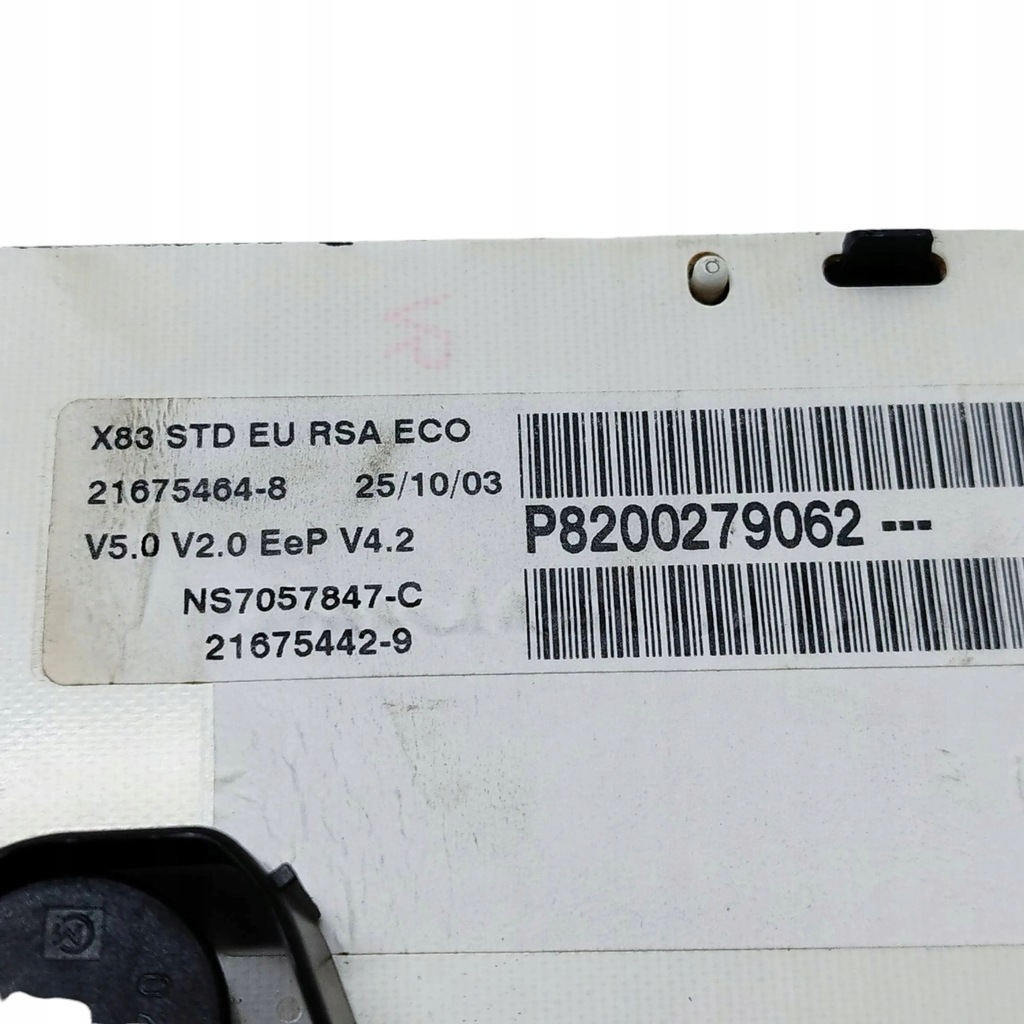 VR
X83 STD EU RSA ECO
21675464-8 25/10/03
V5.0 V2.0 EeP V4.2
NS7057847-C
21675442-9
P8200279062 ---